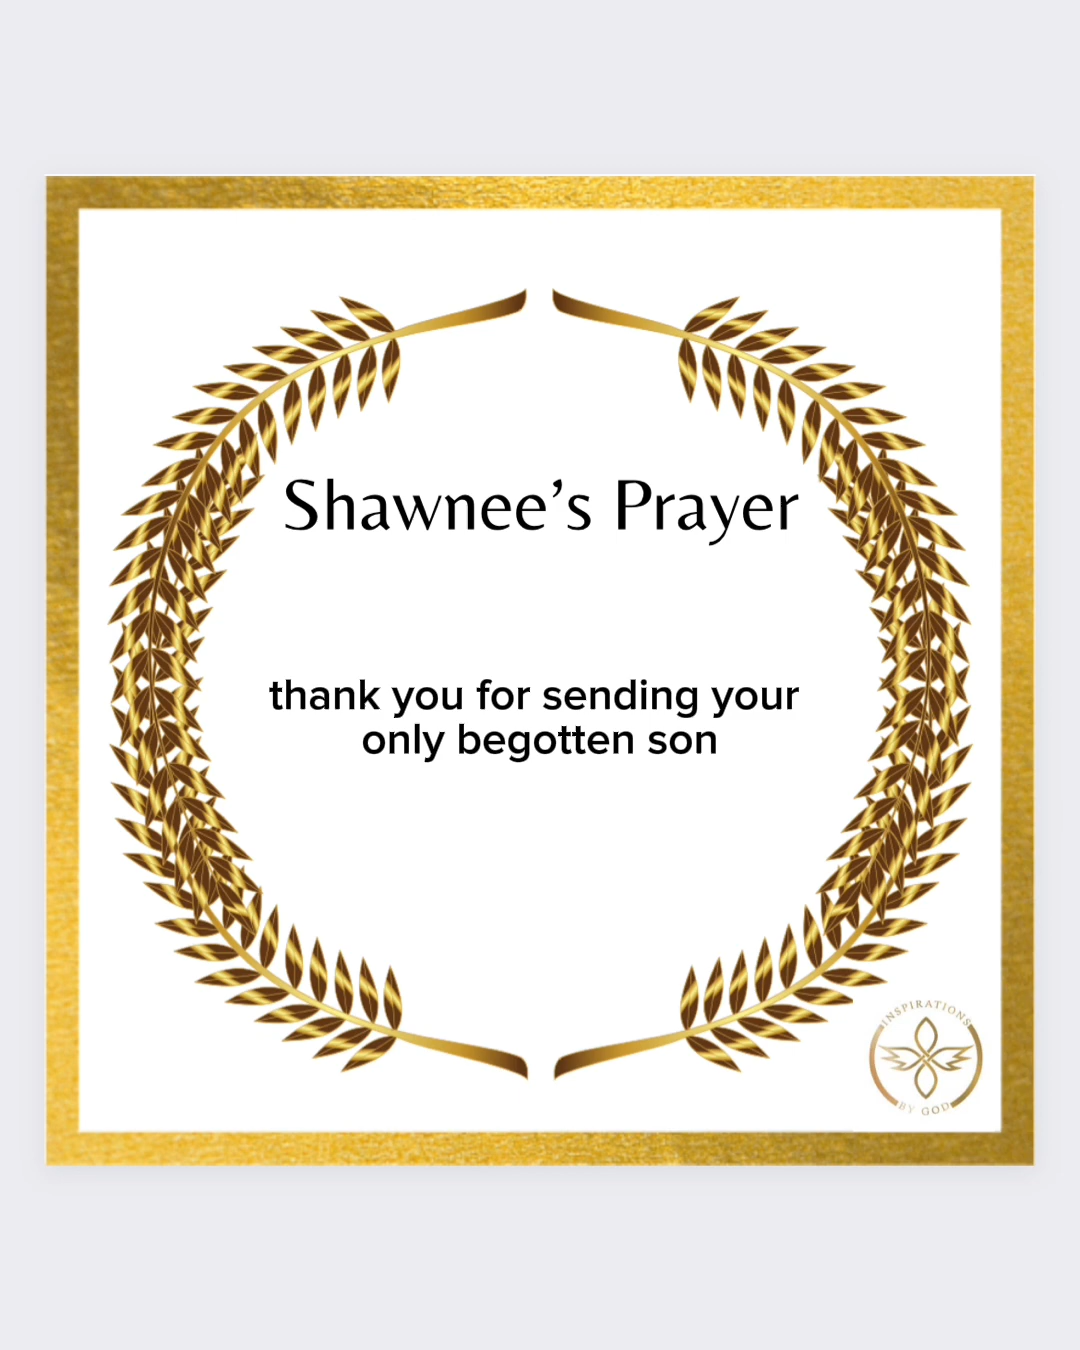 Shawnee’s Prayer
thank you for sending your
only begotten son
INSPIRATIONS
BY GOD